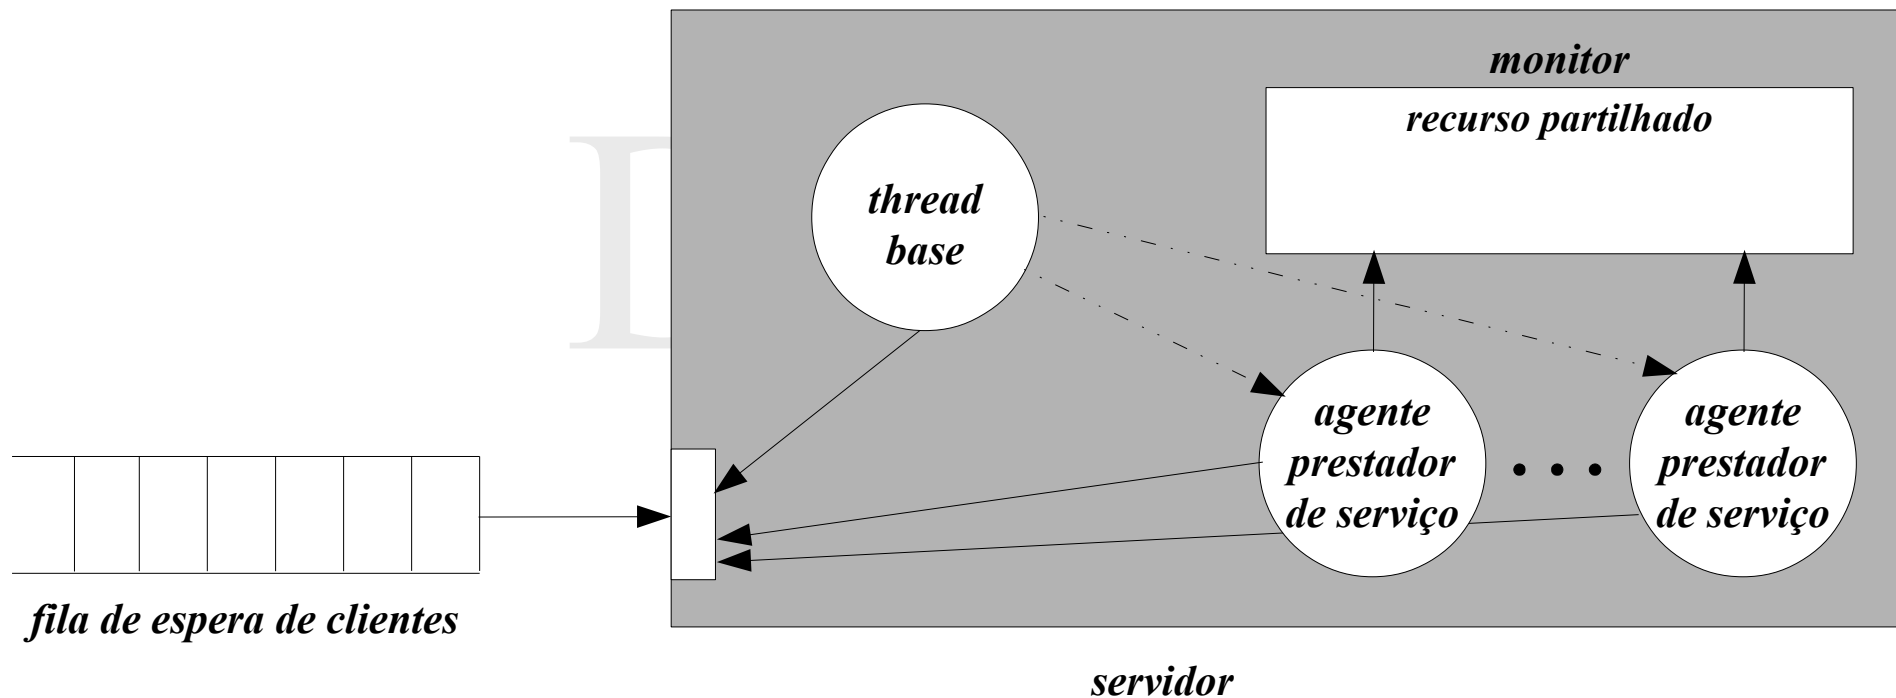 monitor
recurso partilhado
thread
base
agente
prestador
de serviço
. . .
agente
prestador
de serviço
fila de espera de clientes
servidor